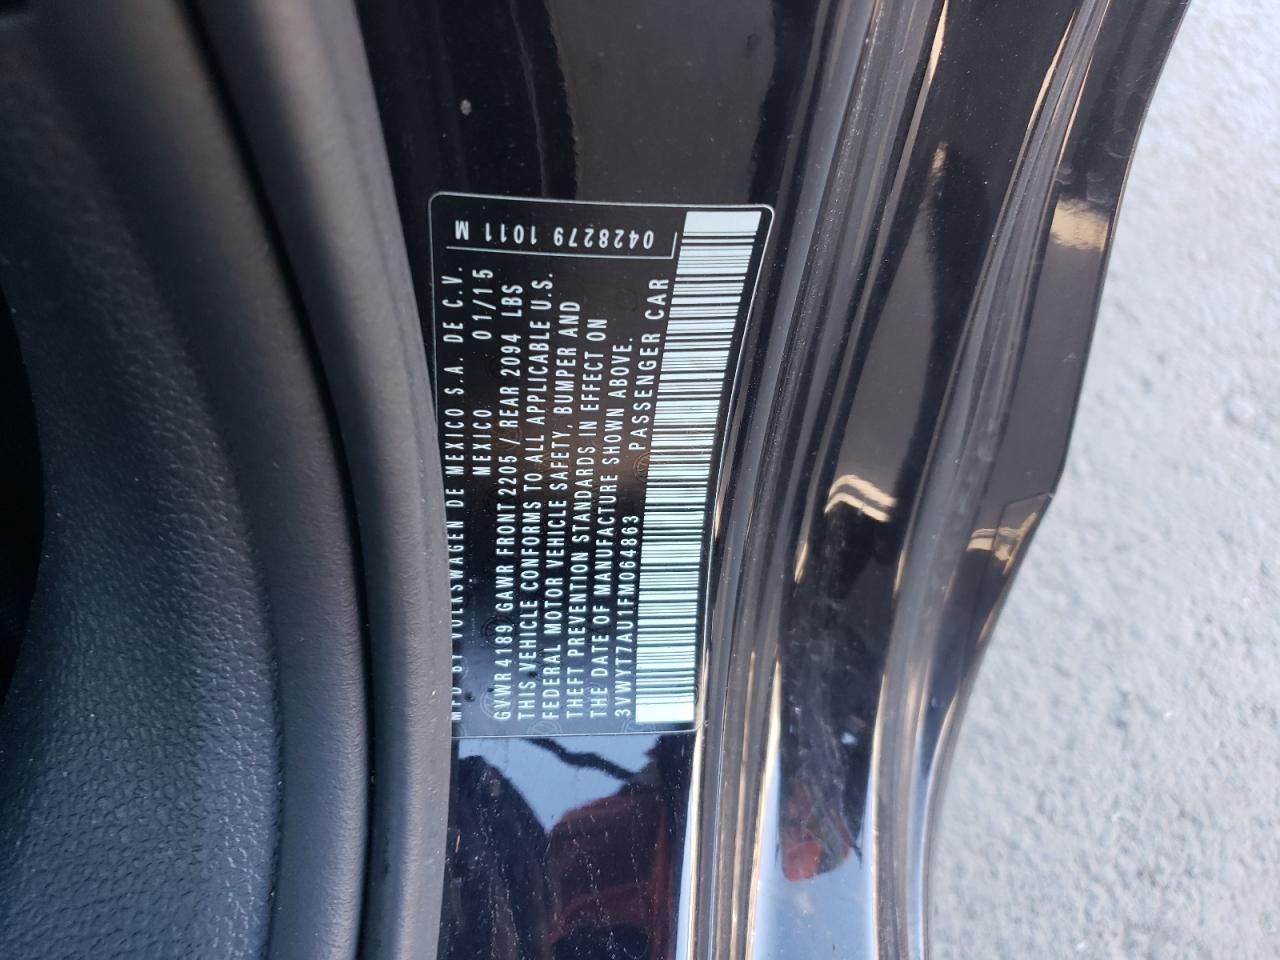 MFD BY VOLKSWAGEN DE MEXICO S.A. DE C.V.
MEXICO 01/15
GVWR 4189 GAWR FRONT 2205 / REAR 2094 LBS
THIS VEHICLE CONFORMS TO ALL APPLICABLE U.S.
FEDERAL MOTOR VEHICLE SAFETY, BUMPER AND
THEFT PREVENTION STANDARDS IN EFFECT ON
THE DATE OF MANUFACTURE SHOWN ABOVE.
3VWYT7AU1FM064863 PASSENGER CAR
0428279 1011 M